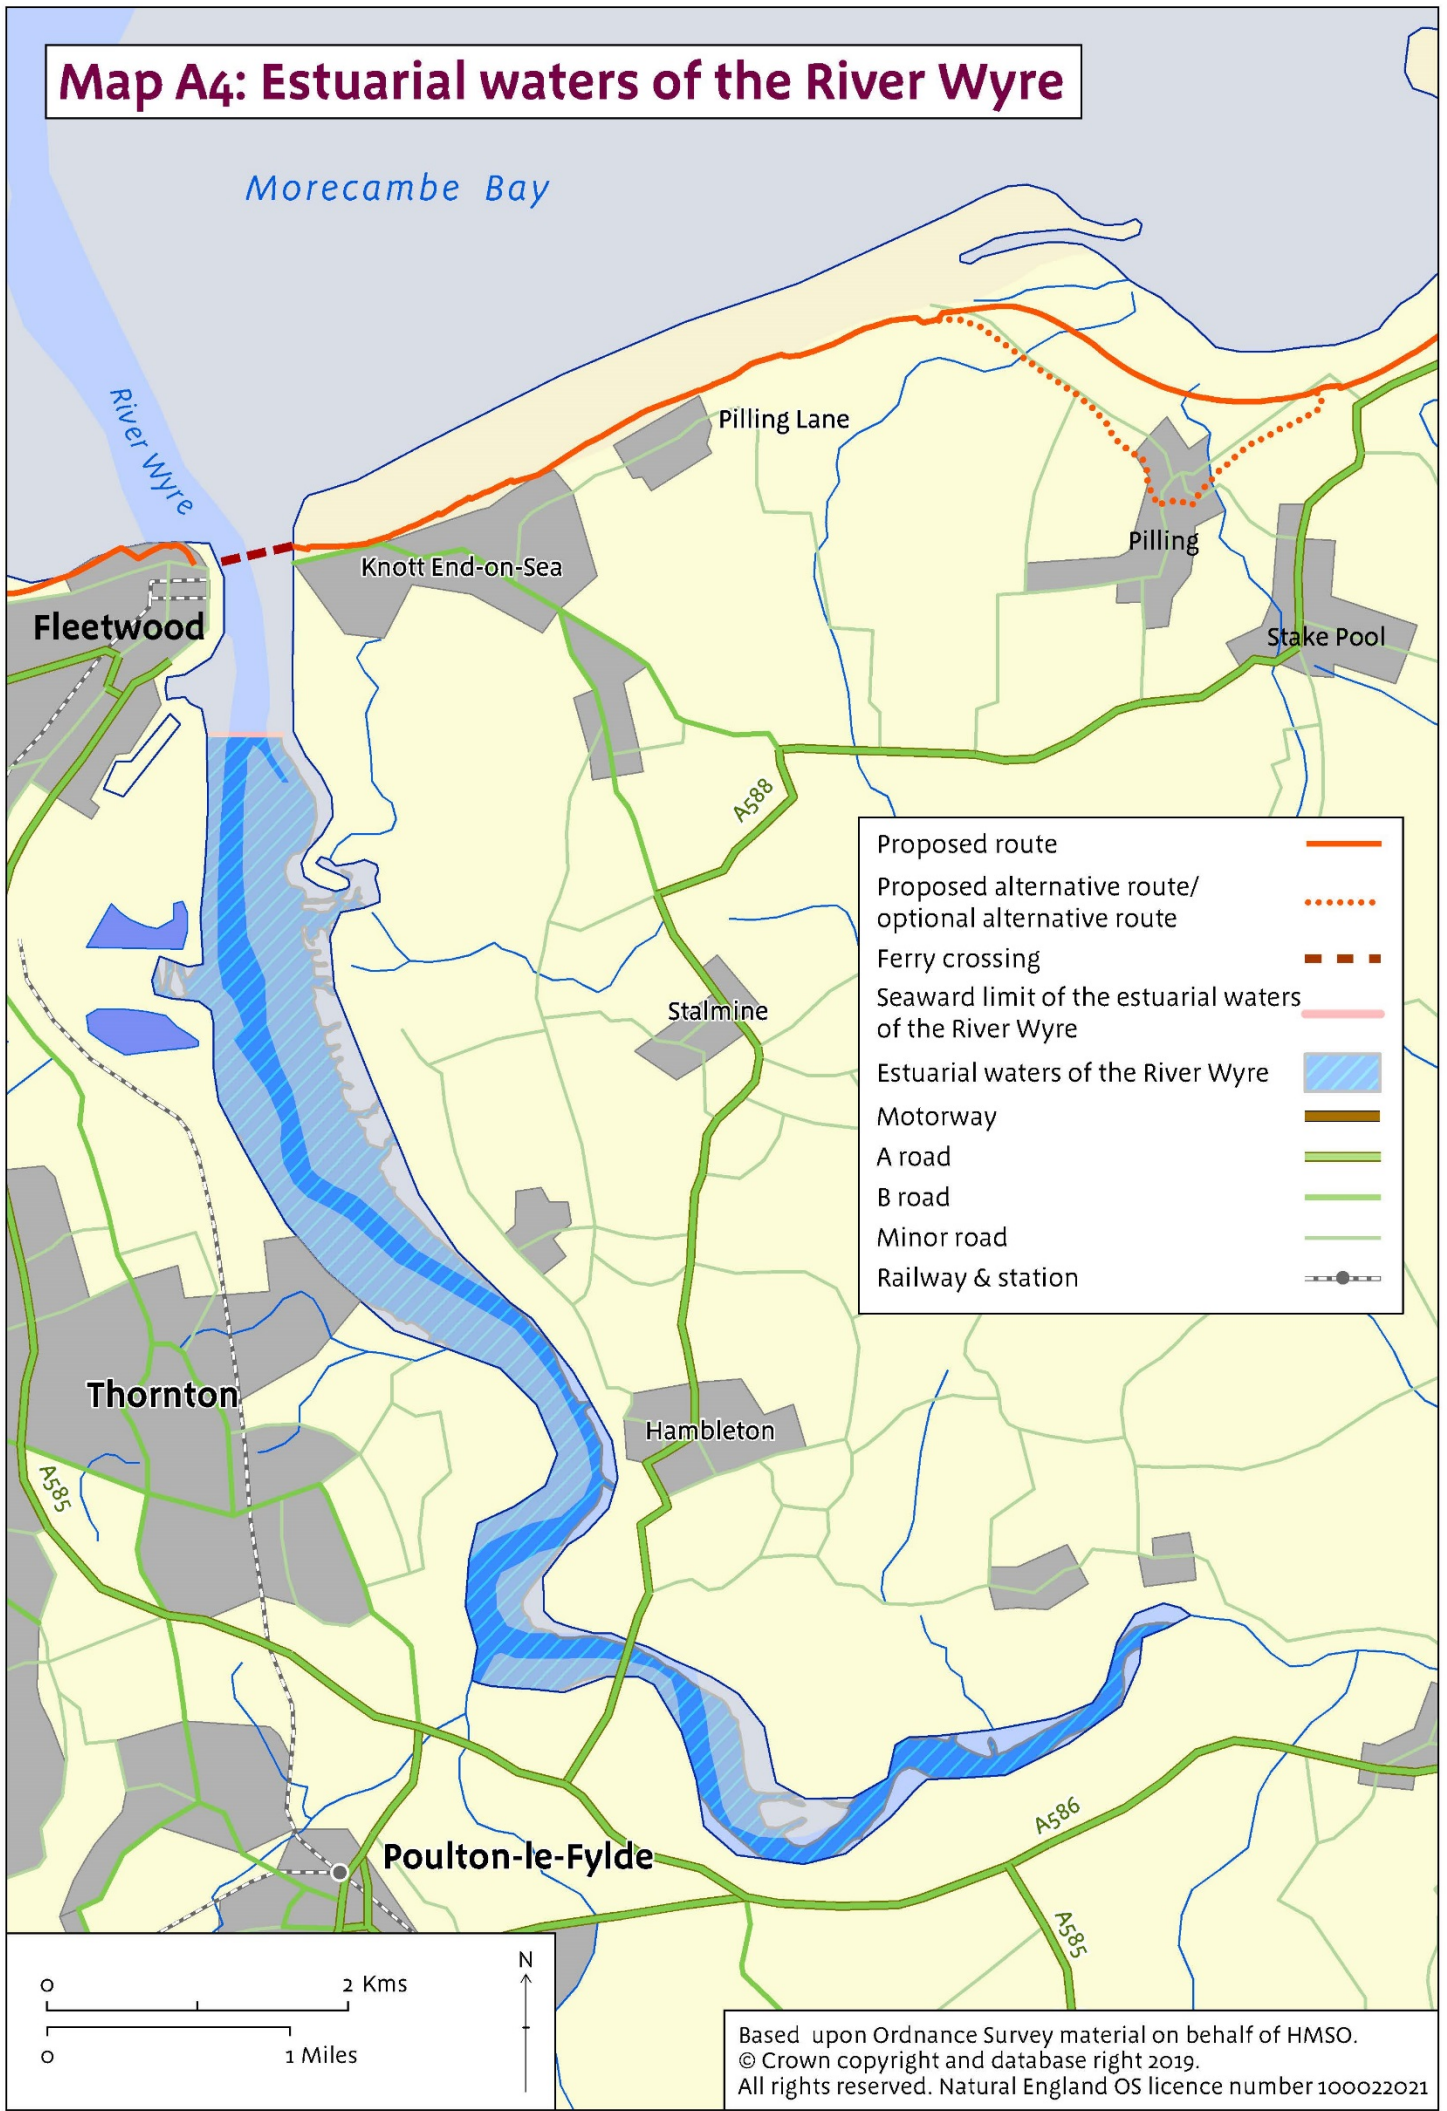 Map A4: Estuarial waters of the River Wyre
Morecambe Bay
River Wyre
Pilling Lane
Knott End-on-Sea
Pilling
Fleetwood
Stake Pool
A588
Proposed route
Proposed alternative route/
optional alternative route
Ferry crossing
Seaward limit of the estuarial waters
of the River Wyre
Estuarial waters of the River Wyre
Motorway
A road
B road
Minor road
Railway & station
Stalmine
Thornton
Hambleton
A585
A586
Poulton-le-Fylde
A585
N
0 2 Kms
0 1 Miles
Based upon Ordnance Survey material on behalf of HMSO.
© Crown copyright and database right 2019.
All rights reserved. Natural England OS licence number 100022021